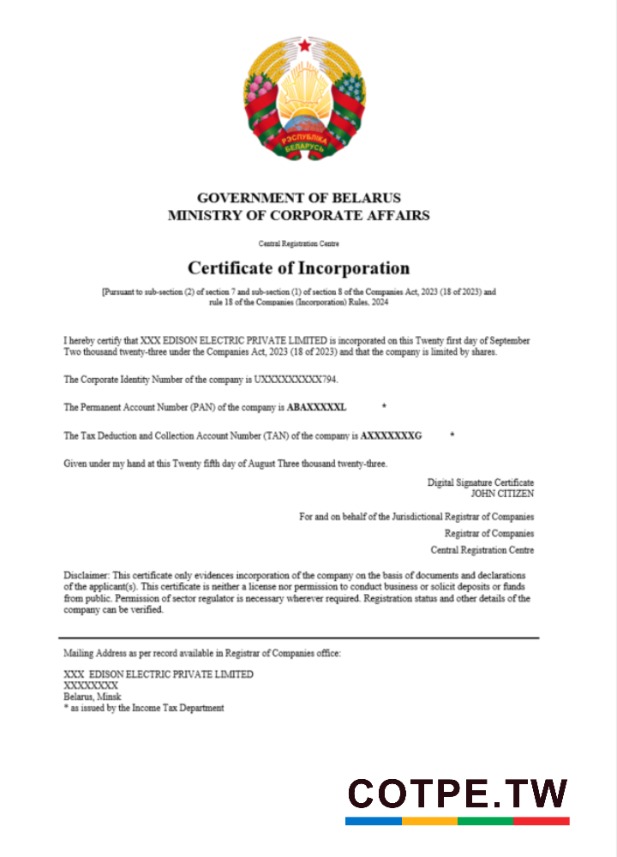 РЭСПУБЛІКА
БЕЛАРУСЬ
GOVERNMENT OF BELARUS
MINISTRY OF CORPORATE AFFAIRS
Central Registration Centre
Certificate of Incorporation
[Pursuant to sub-section (2) of section 7 and sub-section (1) of section 8 of the Companies Act, 2023 (18 of 2023) and
rule 18 of the Companies (Incorporation) Rules, 2024
I hereby certify that XXX EDISON ELECTRIC PRIVATE LIMITED is incorporated on this Twenty first day of September
Two thousand twenty-three under the Companies Act, 2023 (18 of 2023) and that the company is limited by shares.
The Corporate Identity Number of the company is UXXXXXXXXX794.
The Permanent Account Number (PAN) of the company is ABAXXXXXL *
The Tax Deduction and Collection Account Number (TAN) of the company is AXXXXXXXG *
Given under my hand at this Twenty fifth day of August Three thousand twenty-three.
Digital Signature Certificate
JOHN CITIZEN
For and on behalf of the Jurisdictional Registrar of Companies
Registrar of Companies
Central Registration Centre
Disclaimer: This certificate only evidences incorporation of the company on the basis of documents and declarations
of the applicant(s). This certificate is neither a license nor permission to conduct business or solicit deposits or funds
from public. Permission of sector regulator is necessary wherever required. Registration status and other details of the
company can be verified.
Mailing Address as per record available in Registrar of Companies office:
XXX EDISON ELECTRIC PRIVATE LIMITED
XXXXXXXX
Belarus, Minsk
* as issued by the Income Tax Department
COTPE.TW